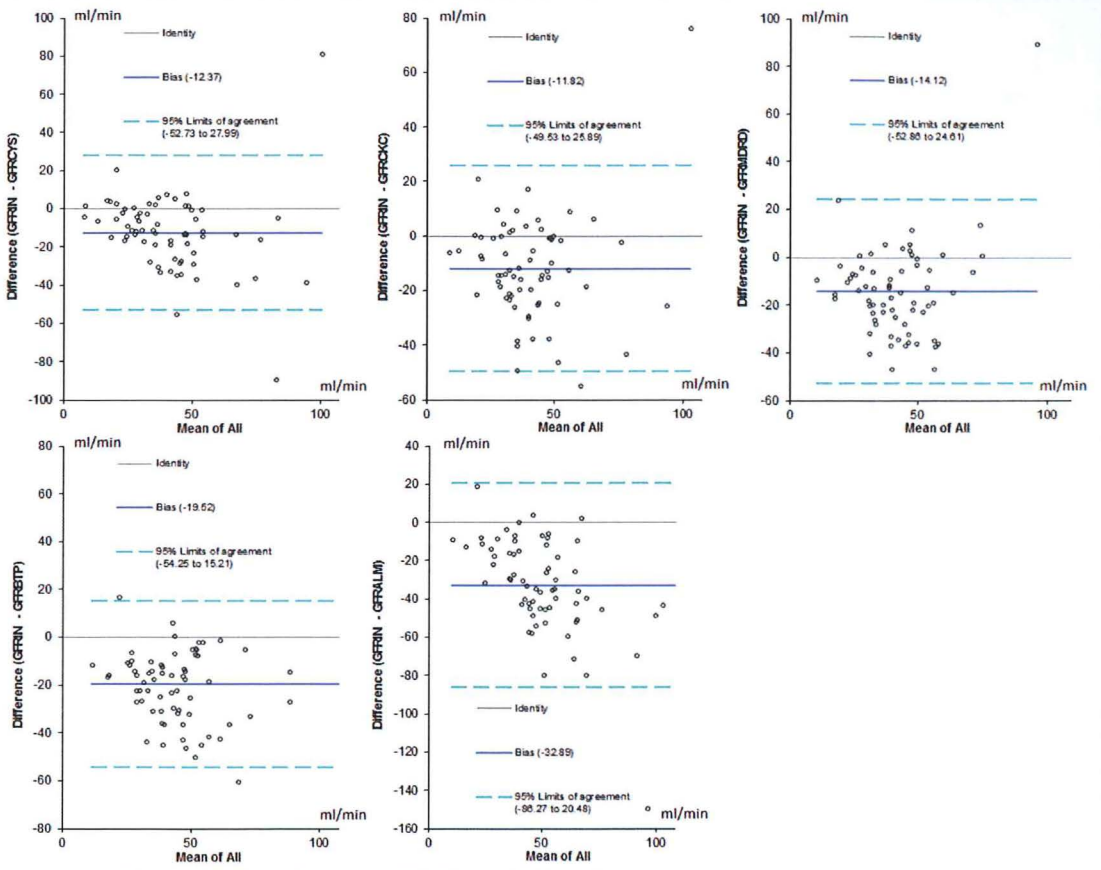 ml/min
100
80
60
40
20
0
-20
-40
-60
-80
-100
Difference (GFRIN - GFRCYS)
Identity
Bias (-12.37)
95% Limits of agreement
(-52.73 to 27.99)
ml/min
0 50 100
Mean of All
ml/min
80
60
40
20
0
-20
-40
-60
Difference (GFRIN - GFRCKC)
Identity
Bias (-11.82)
95% Limits of agreement
(-49.53 to 25.89)
ml/min
0 50 100
Mean of All
ml/min
100
80
60
40
20
0
-20
-40
-60
Difference (GFRIN - GFRMDRD)
Identity
Bias (-14.12)
95% Limits of agreement
(-52.86 to 24.61)
ml/min
0 50 100
Mean of All
ml/min
80
60
40
20
0
-20
-40
-60
-80
Difference (GFRIN - GFRBTP)
Identity
Bias (-19.52)
95% Limits of agreement
(-54.25 to 15.21)
ml/min
0 50 100
Mean of All
ml/min
40
20
0
-20
-40
-60
-80
-100
-120
-140
-160
Difference (GFRIN - GFRALM)
Identity
Bias (-32.89)
95% Limits of agreement
(-86.27 to 20.48)
ml/min
0 50 100
Mean of All